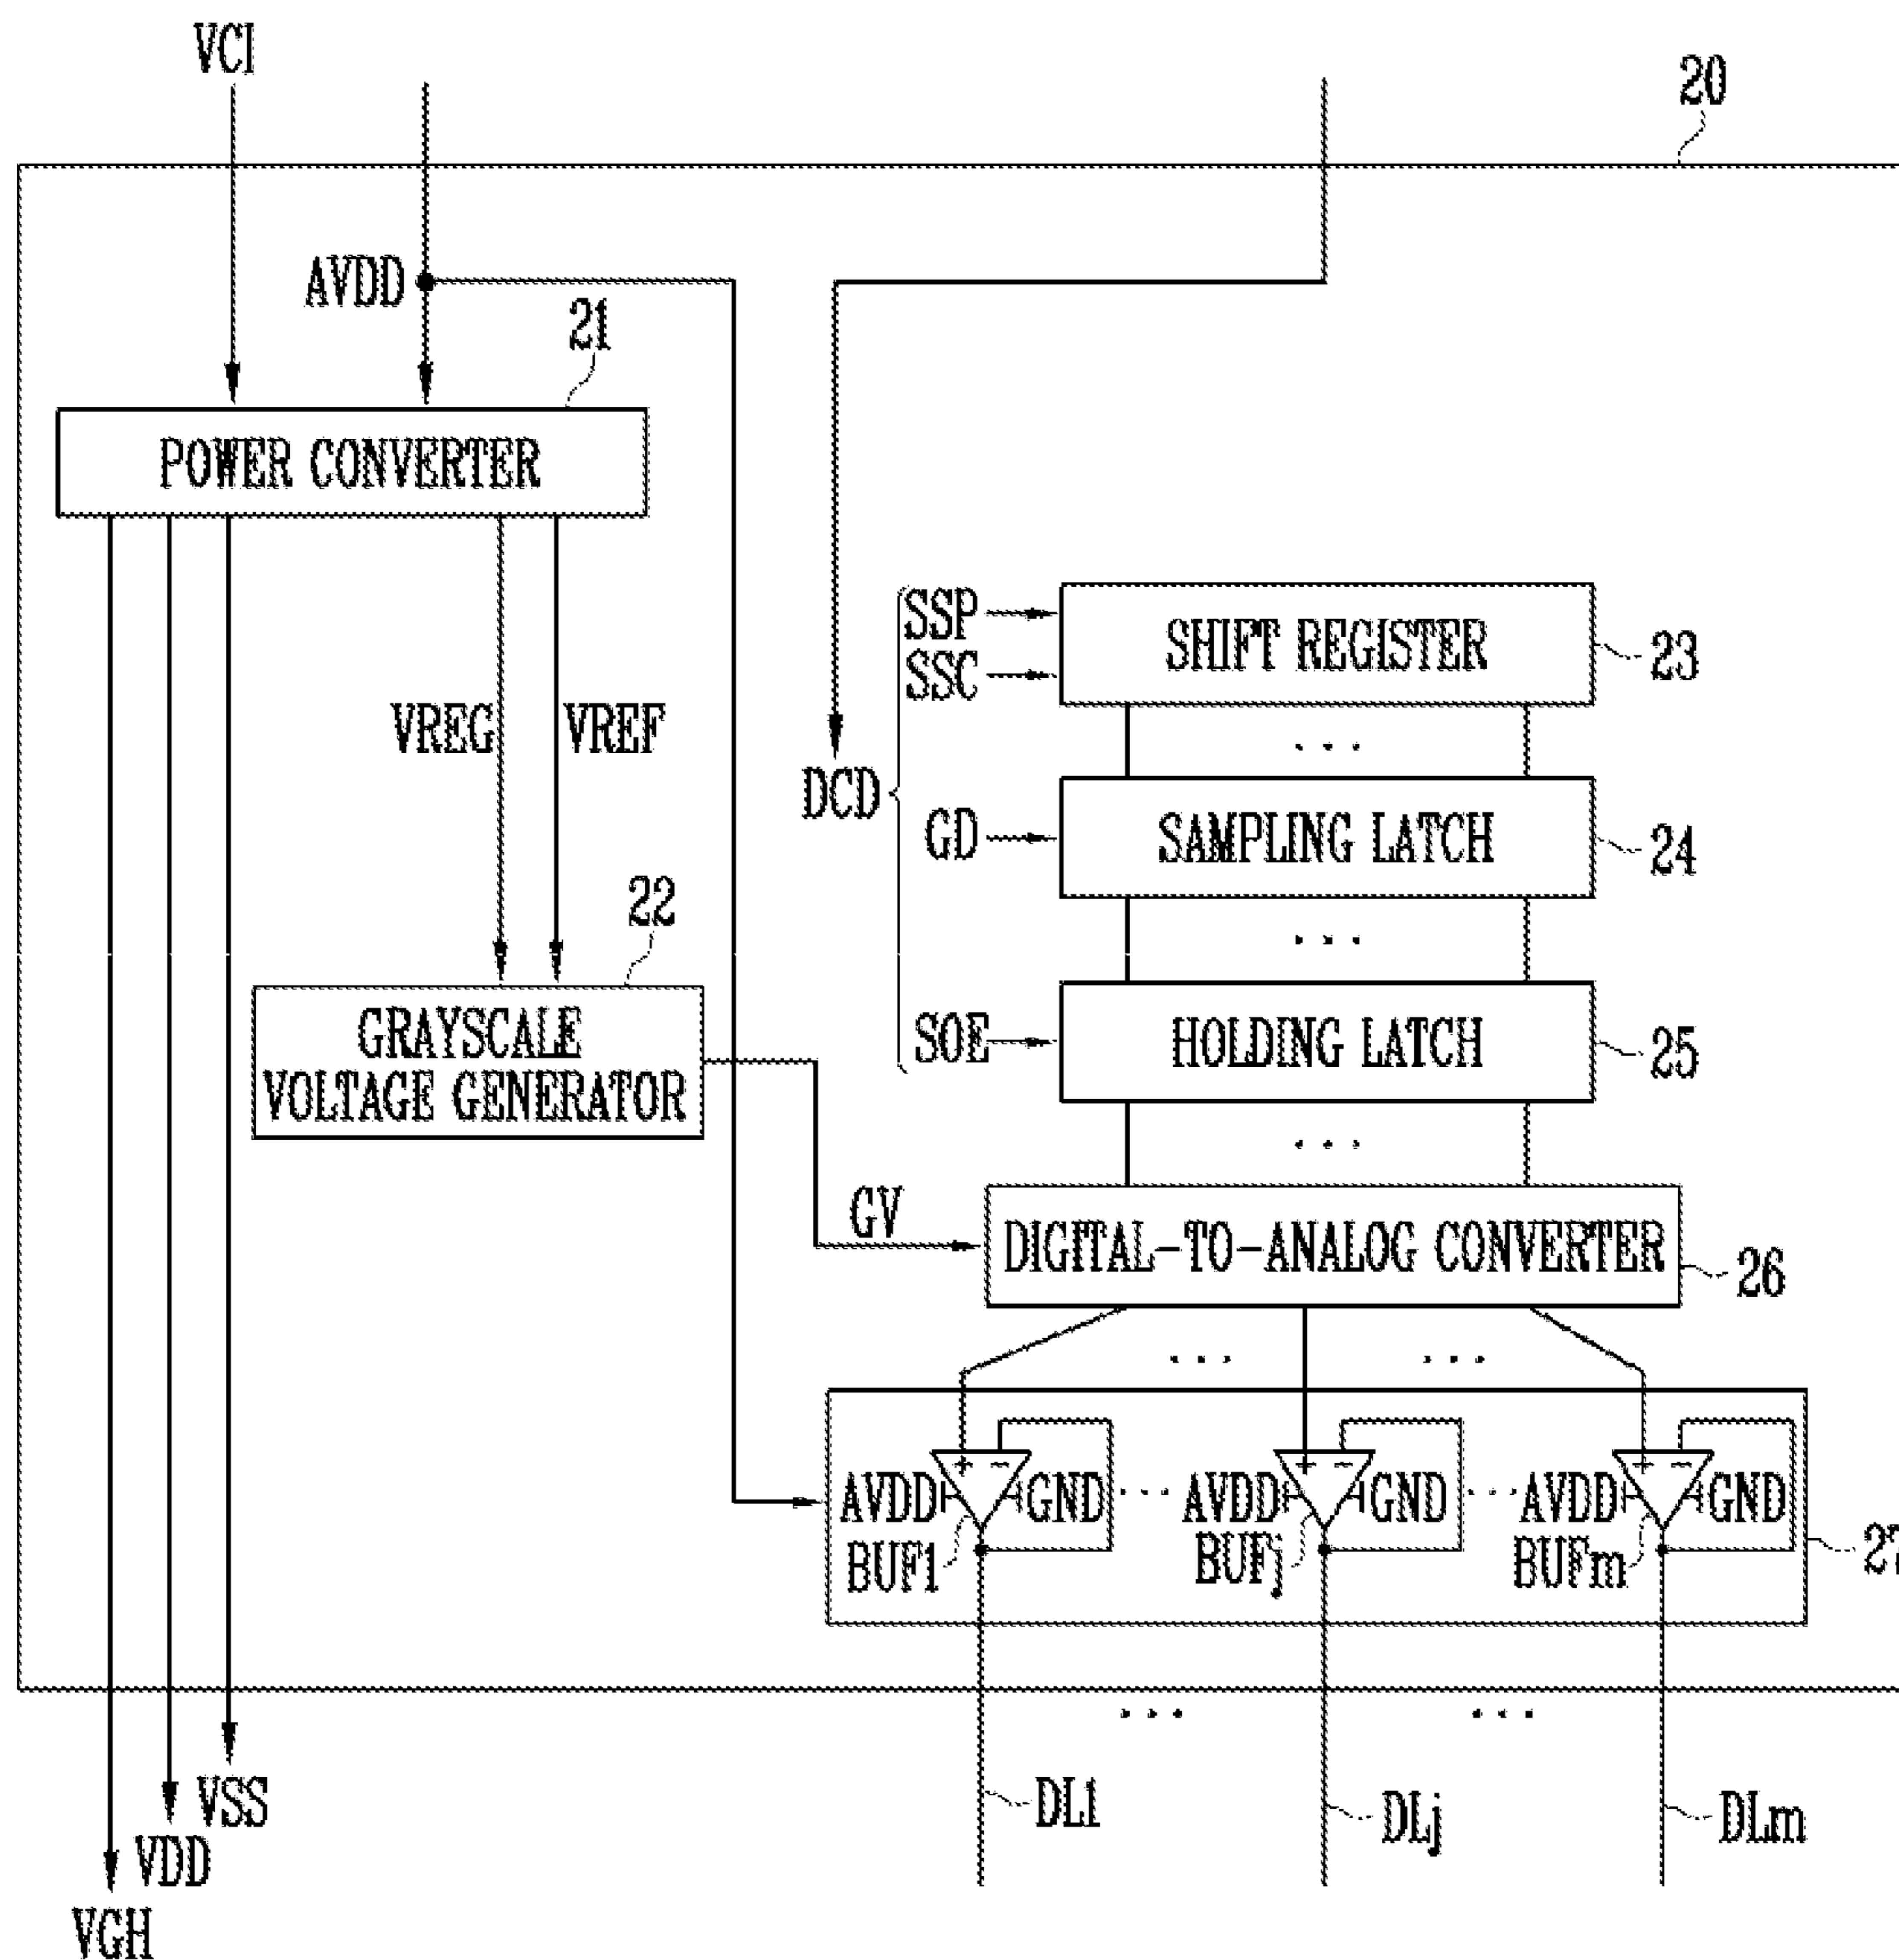 VCI
20
AVDD
21
POWER CONVERTER
SSP
SHIFT REGISTER
23
SSC
VREG
VREF
DCD
GD
SAMPLING LATCH
24
22
GRAYSCALE
VOLTAGE GENERATOR
SOE
HOLDING LATCH
25
GV
DIGITAL-TO-ANALOG CONVERTER
26
+ − + − + −
AVDD GND AVDD GND AVDD GND
BUF1 BUFj BUFm
27
VSS
DL1 DLj DLm
VDD
VGH